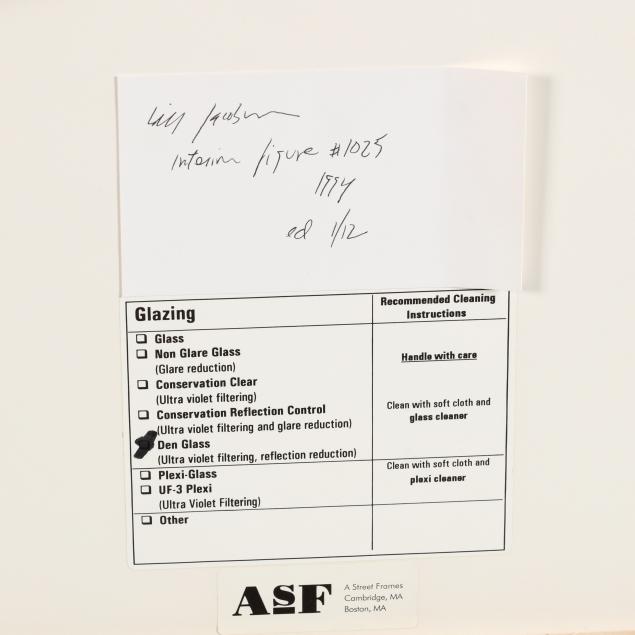 Bill Jacobson
Interim figure #1025
1994
ed 1/12
Glazing
Recommended Cleaning
Instructions
Glass
Non Glare Glass
(Glare reduction)
Handle with care
Conservation Clear
(Ultra violet filtering)
Conservation Reflection Control
(Ultra violet filtering and glare reduction)
Clean with soft cloth and
glass cleaner
Den Glass
(Ultra violet filtering, reflection reduction)
Plexi-Glass
UF-3 Plexi
(Ultra Violet Filtering)
Clean with soft cloth and
plexi cleaner
Other
ASF
A Street Frames
Cambridge, MA
Boston, MA